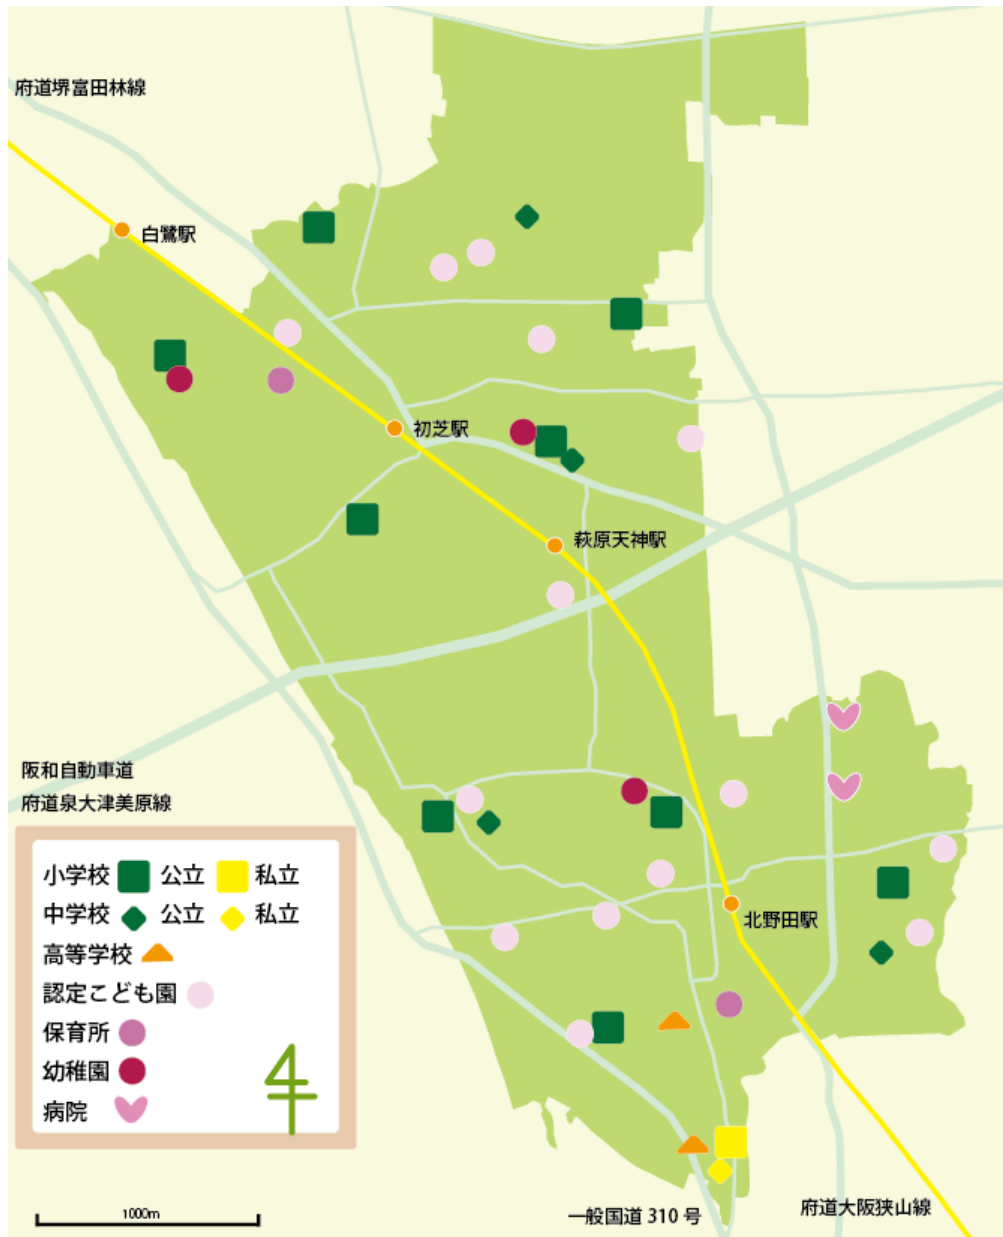 府道堺富田林線
白鷺駅
初芝駅
萩原天神駅
阪和自動車道
府道泉大津美原線
小学校 公立 私立
中学校 公立 私立
高等学校
認定こども園
保育所
幼稚園
病院
北野田駅
1000m
一般国道 310 号
府道大阪狭山線